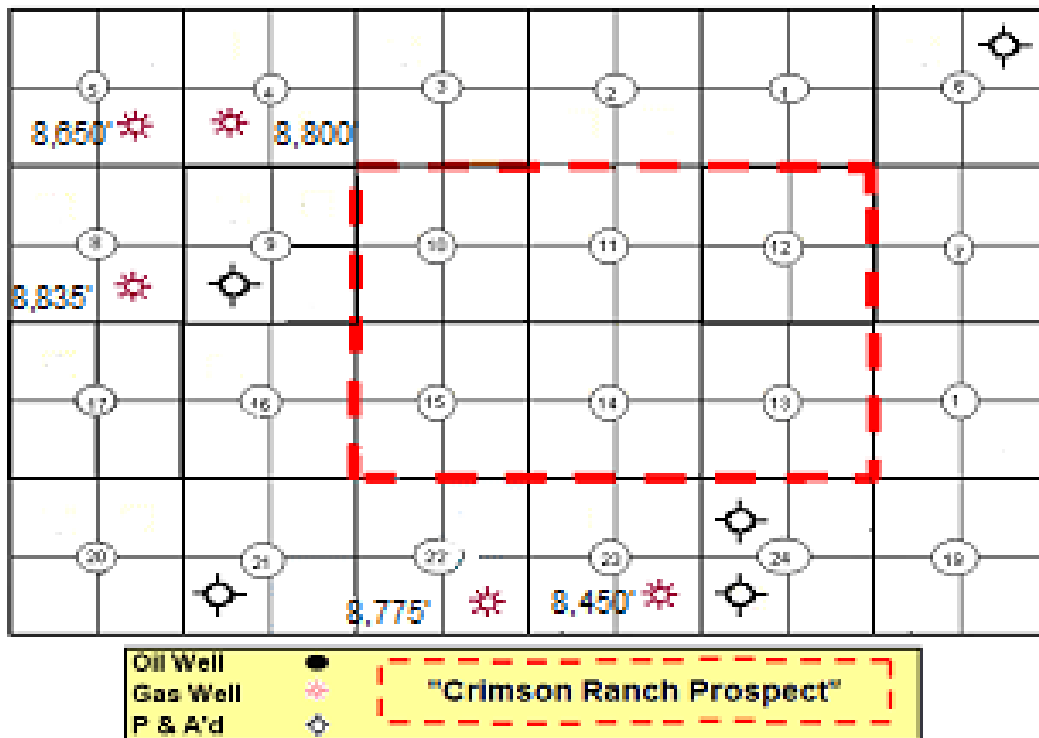 5 4 3 2 1 6
8,650' 8,800'
8 9 10 11 12 7
8,835'
17 16 15 14 13 1
20 21 22 23 24 19
8,775' 8,450'
Oil Well
Gas Well
P & A'd
"Crimson Ranch Prospect"